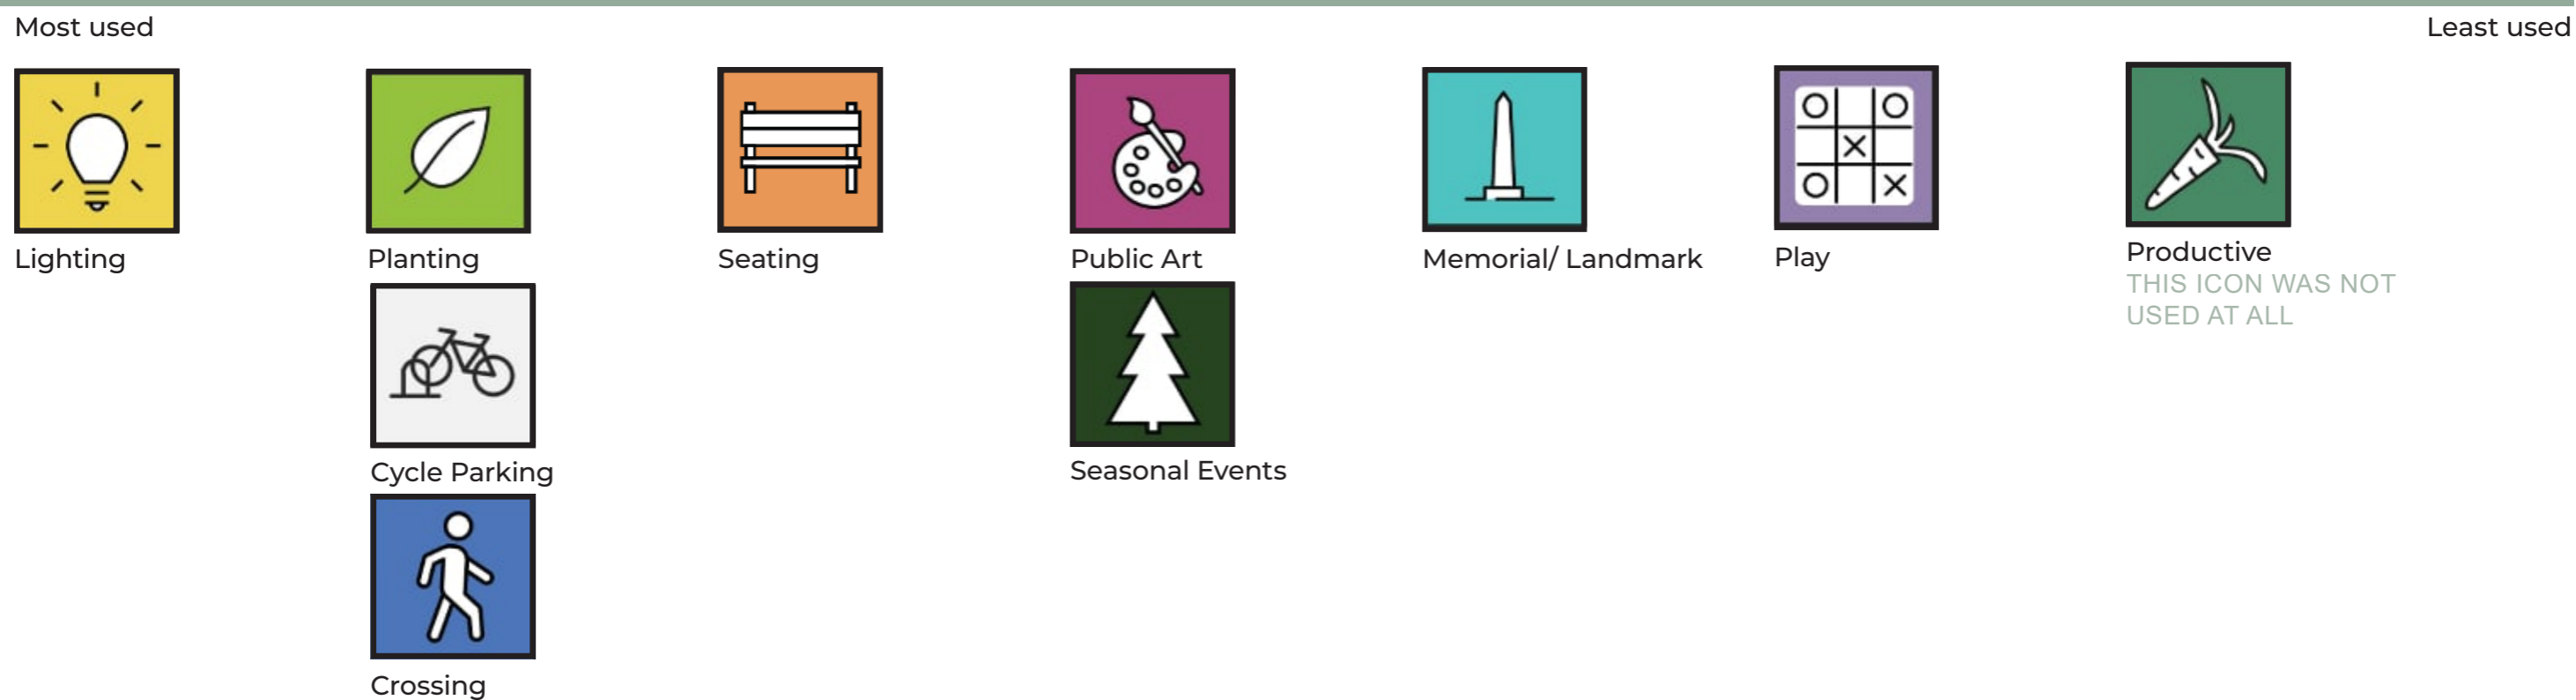 Most used
Least used
Lighting
Planting
Seating
Public Art
Memorial/ Landmark
Play
Productive
THIS ICON WAS NOT
USED AT ALL
Cycle Parking
Seasonal Events
Crossing